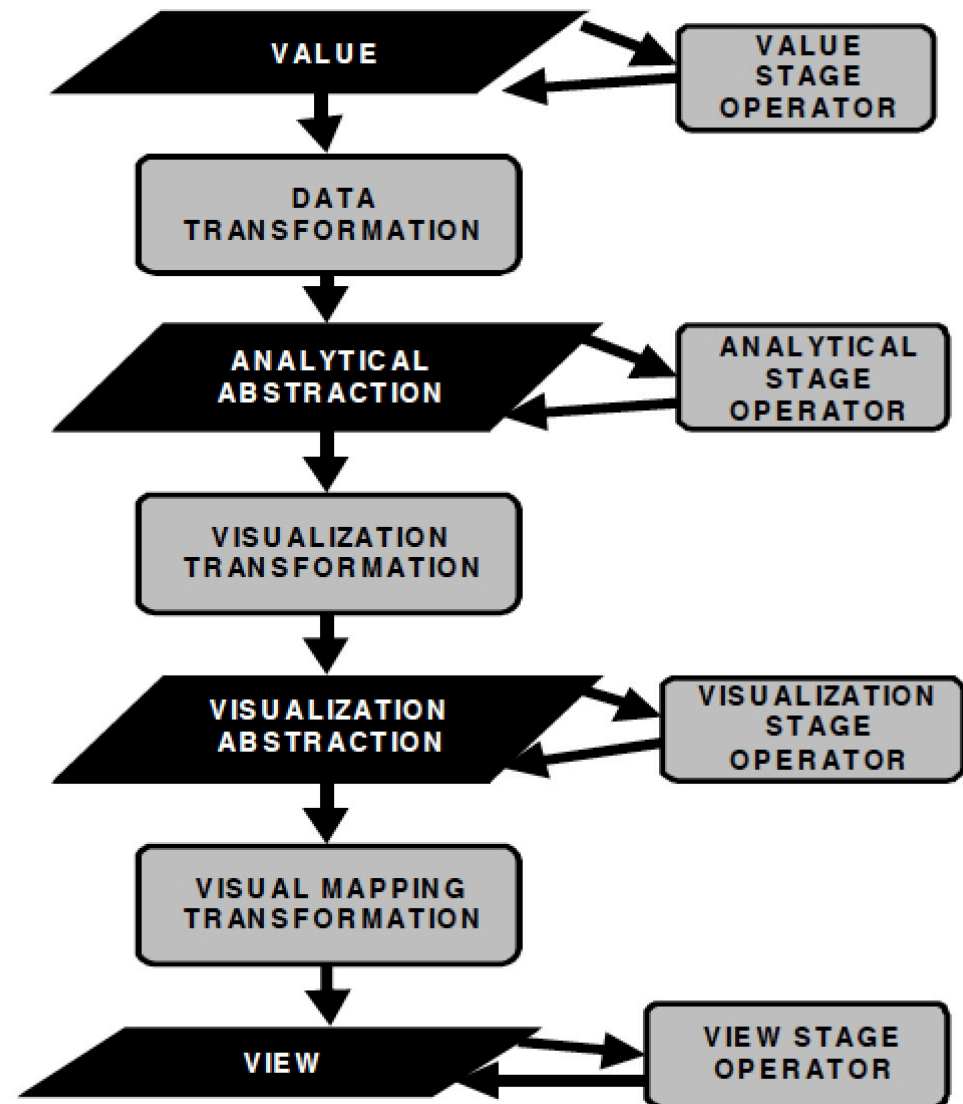 VALUE
VALUE
STAGE
OPERATOR
DATA
TRANSFORMATION
ANALYTICAL
ABSTRACTION
ANALYTICAL
STAGE
OPERATOR
VISUALIZATION
TRANSFORMATION
VISUALIZATION
ABSTRACTION
VISUALIZATION
STAGE
OPERATOR
VISUAL MAPPING
TRANSFORMATION
VIEW
VIEW STAGE
OPERATOR